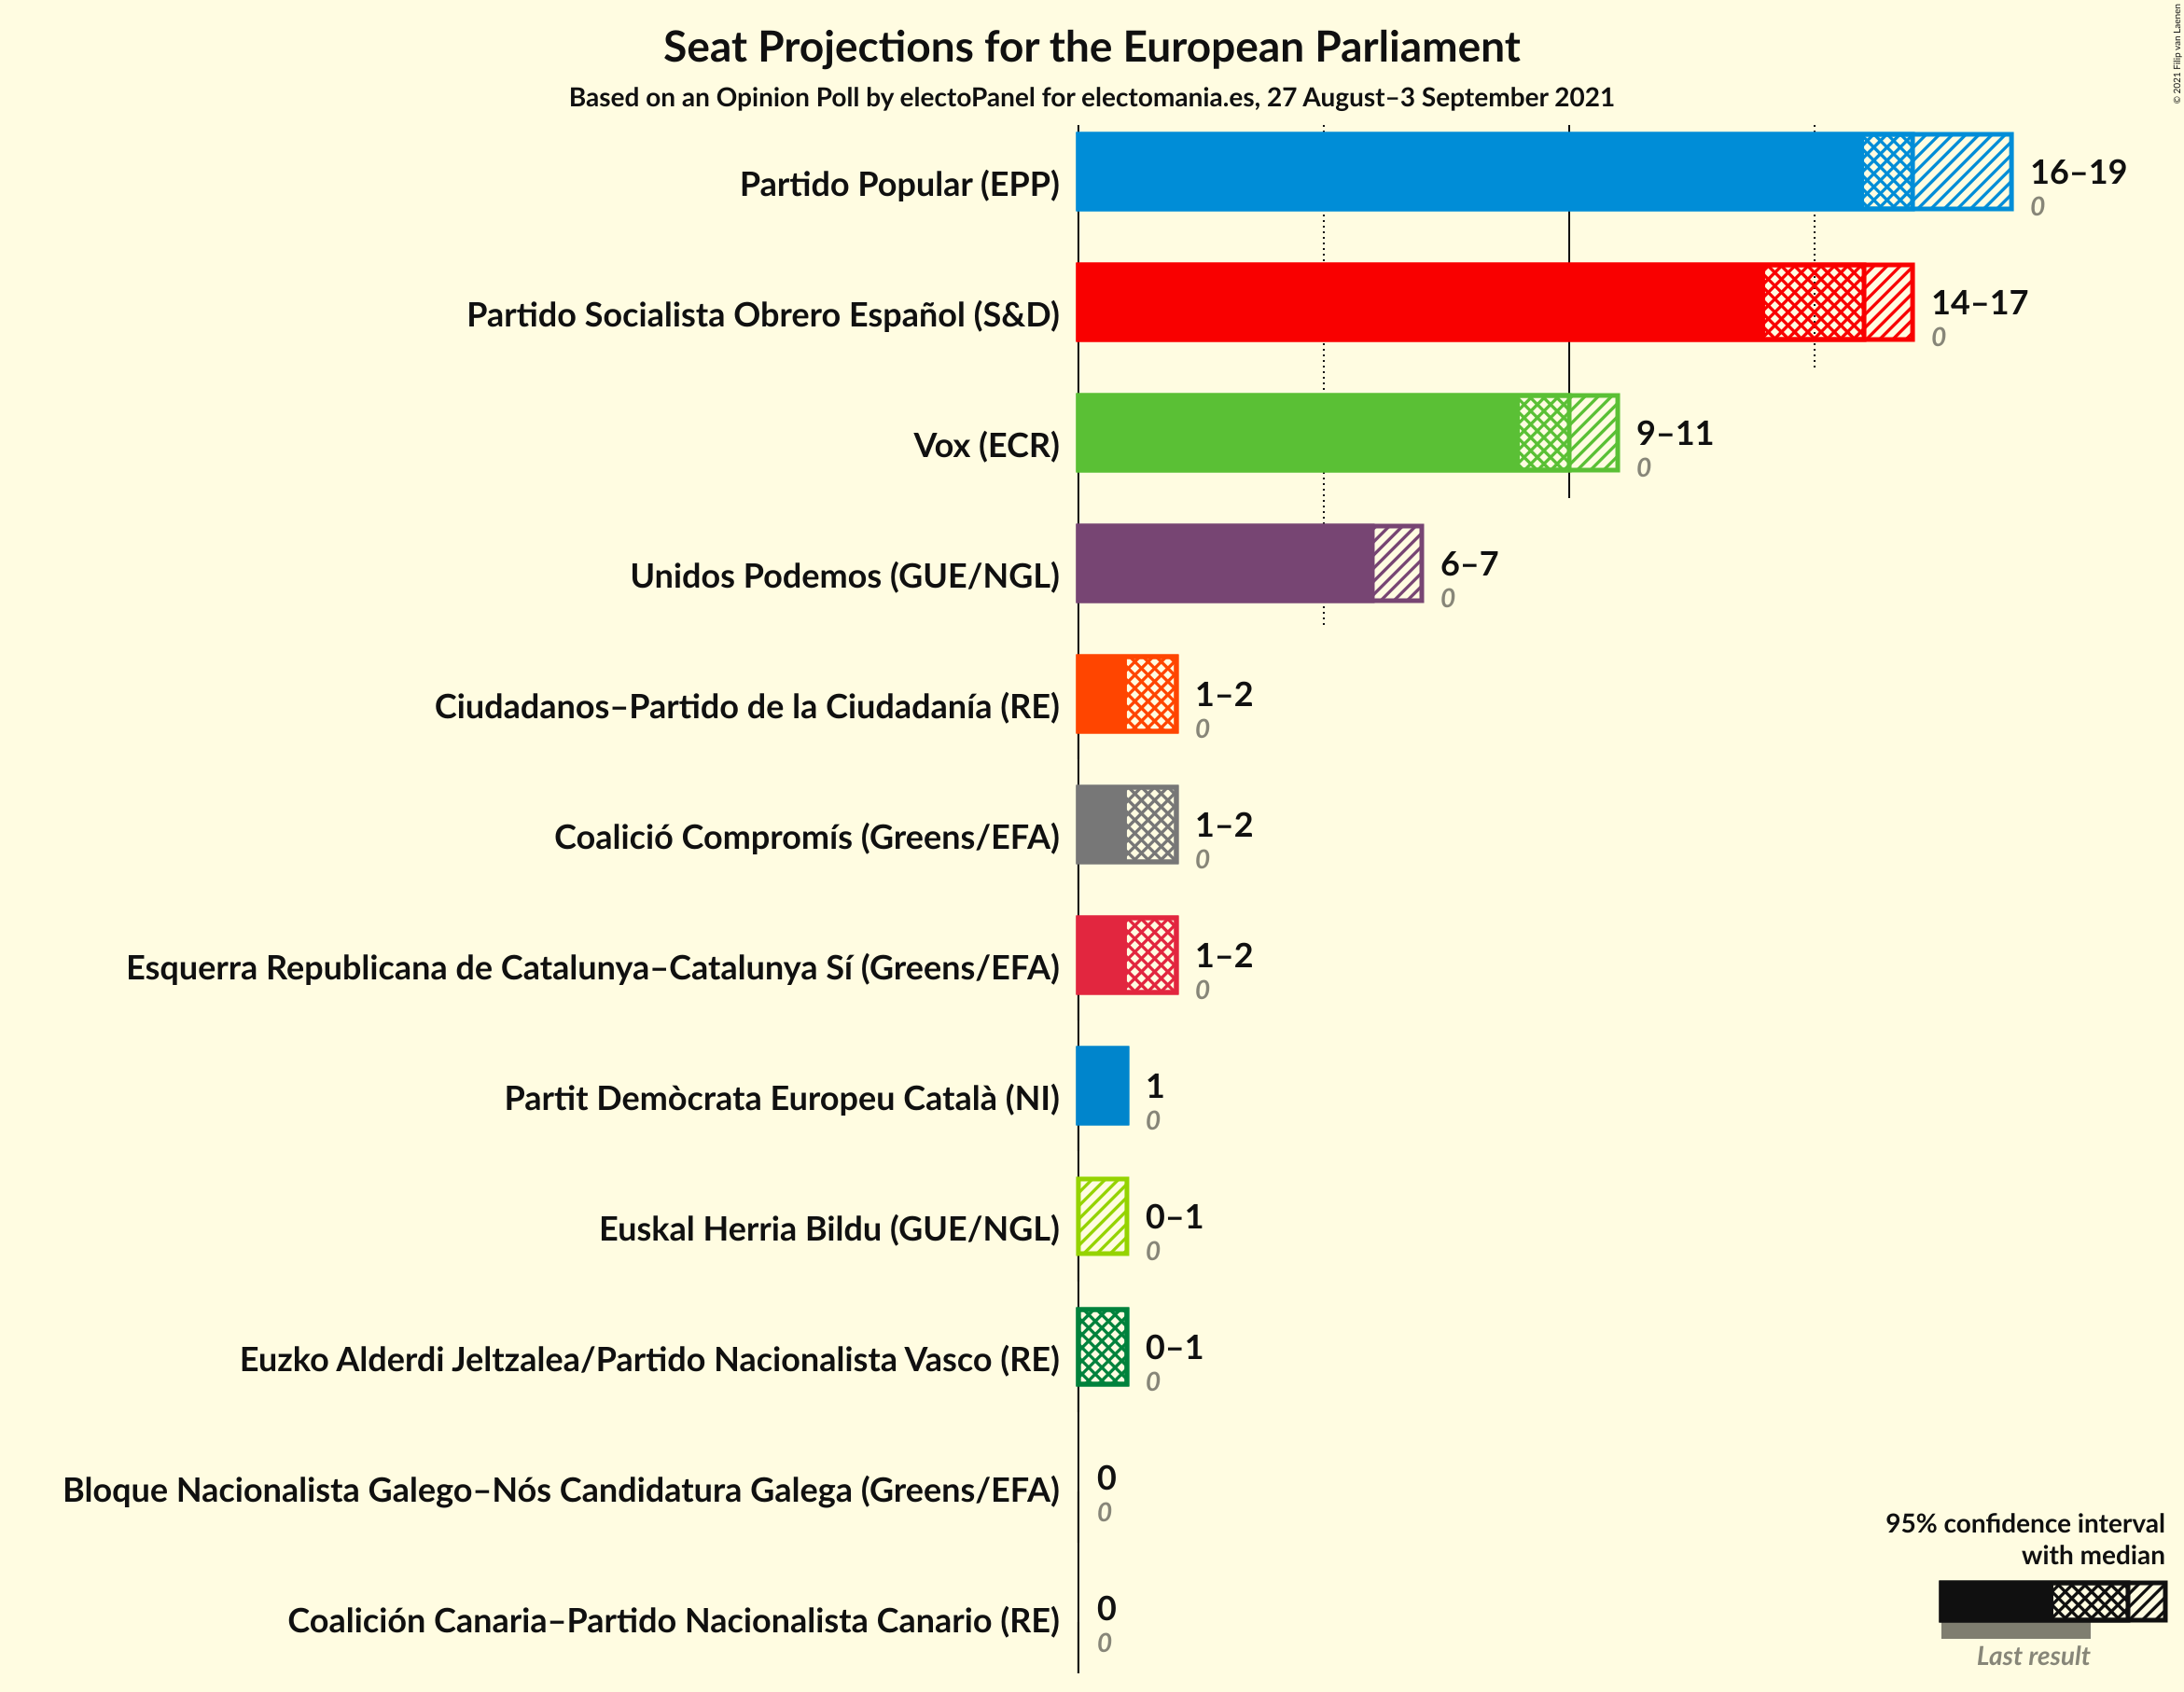 Seat Projections for the European Parliament
Based on an Opinion Poll by electoPanel for electomania.es, 27 August–3 September 2021
© 2021 Filip van Laenen
Partido Popular (EPP)
16–19
0
Partido Socialista Obrero Español (S&D)
14–17
0
Vox (ECR)
9–11
0
Unidos Podemos (GUE/NGL)
6–7
0
Ciudadanos–Partido de la Ciudadanía (RE)
1–2
0
Coalició Compromís (Greens/EFA)
1–2
0
Esquerra Republicana de Catalunya–Catalunya Sí (Greens/EFA)
1–2
0
Partit Demòcrata Europeu Català (NI)
1
0
Euskal Herria Bildu (GUE/NGL)
0–1
0
Euzko Alderdi Jeltzalea/Partido Nacionalista Vasco (RE)
0–1
0
Bloque Nacionalista Galego–Nós Candidatura Galega (Greens/EFA)
0
0
Coalición Canaria–Partido Nacionalista Canario (RE)
0
0
95% confidence interval
with median
Last result